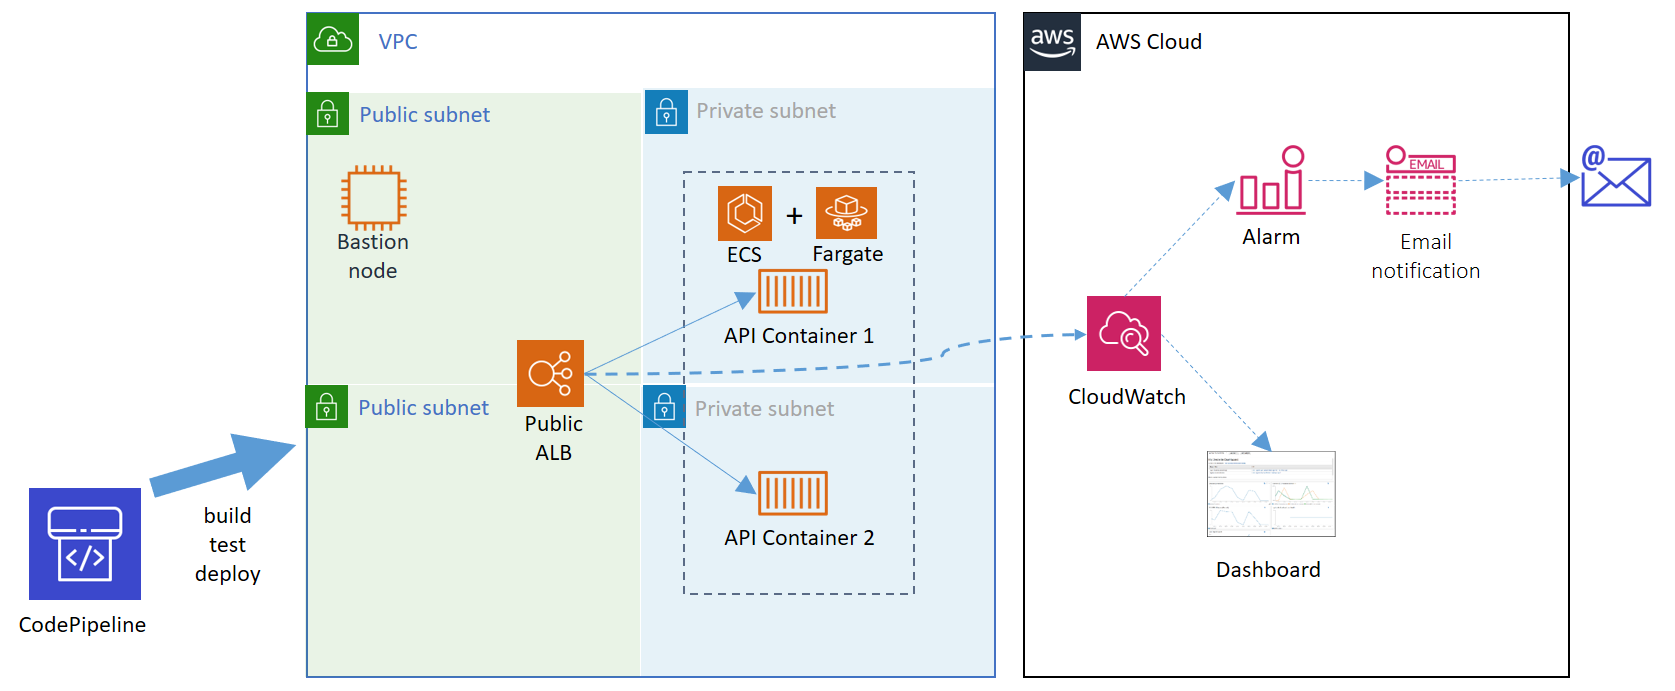 VPC
aws
AWS Cloud
Public subnet
Private subnet
Bastion
node
ECS
+
Fargate
API Container 1
Public subnet
Private subnet
Public
ALB
API Container 2
build
test
deploy
CodePipeline
Alarm
EMAIL
@
Email
notification
CloudWatch
Dashboard